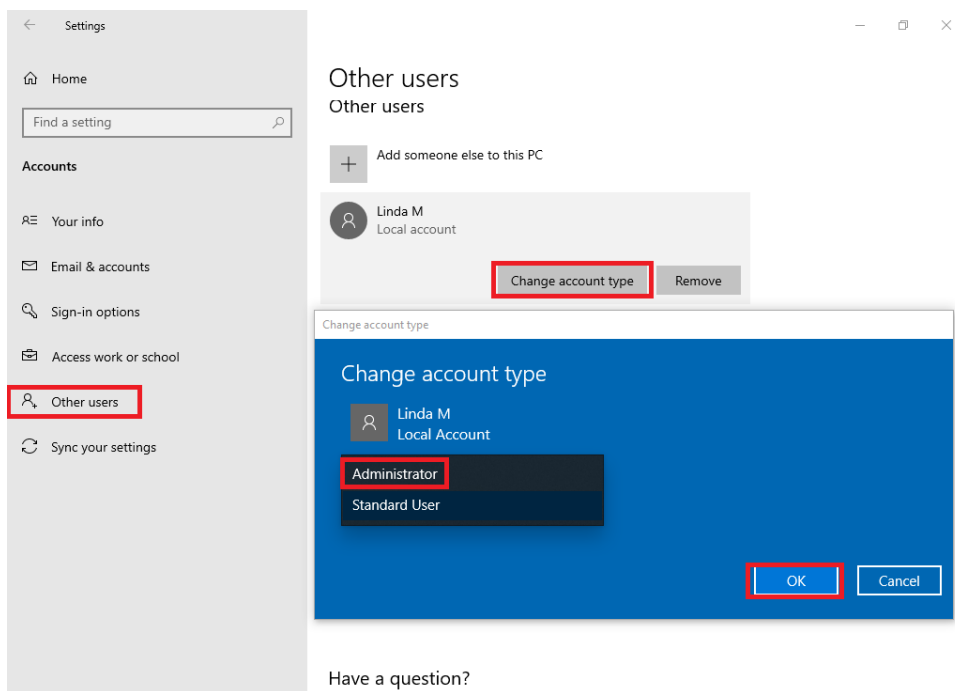 Settings
Home
Find a setting
Accounts
Your info
Email & accounts
Sign-in options
Access work or school
Other users
Sync your settings
Other users
Other users
Add someone else to this PC
Linda M
Local account
Change account type
Remove
Change account type
Change account type
Linda M
Local Account
Administrator
Standard User
OK
Cancel
Have a question?